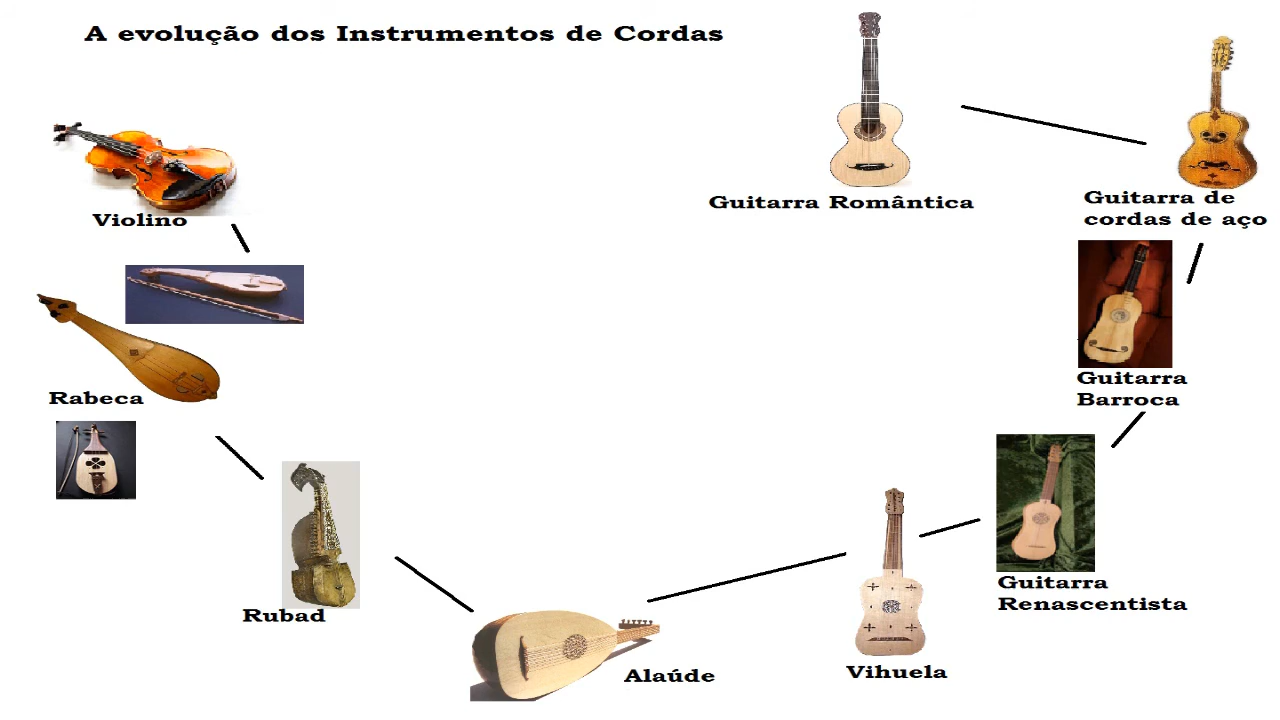 A evolução dos Instrumentos de Cordas
Guitarra Romântica
Guitarra de
cordas de aço
Violino
Guitarra
Barroca
Rabeca
Guitarra
Renascentista
Rubad
Alaúde
Vihuela